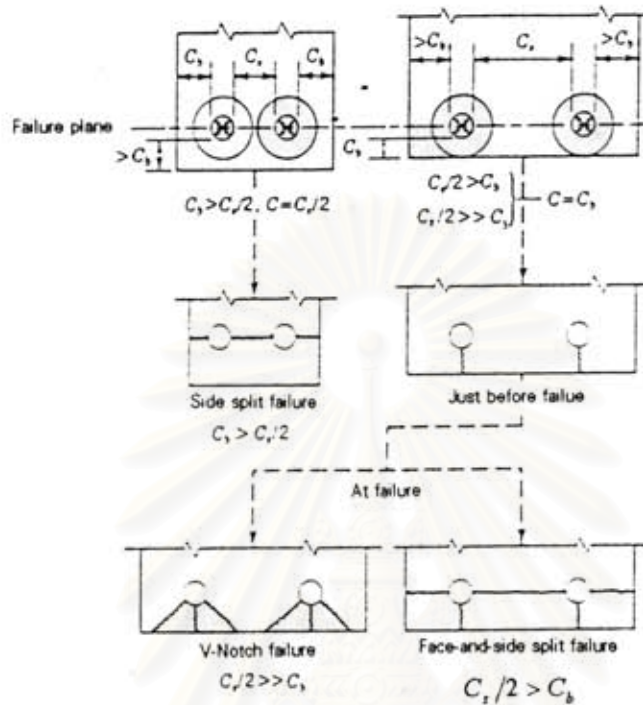 C_b C_s C_b
>C_b C_s >C_b
Failure plane
>C_b
C_b
C_b>C_s/2, C=C_s/2
C_s/2>C_b
C_s/2>>C_b
C=C_b
Side split failure
C_b > C_s/2
Just before failue
At failure
V-Notch failure
C_s/2>>C_b
Face-and-side split failure
C_s/2 > C_b